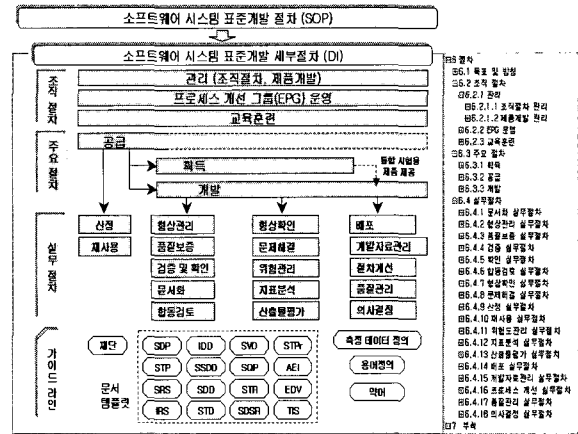 소프트웨어 시스템 표준개발 절차 (SOP)
소프트웨어 시스템 표준개발 세부절차 (DI)
조직 절차
관리 (조직절차, 제품개발)
프로세스 개선 그룹(EPG) 운영
교육훈련
주요 절차
공급
획득
통합 시험용
제품 제공
개발
실무 절차
산정
형상관리
형상확인
배포
재사용
품질보증
문제해결
개발자료관리
검증 및 확인
위험관리
절차개선
문서화
지표분석
품질관리
합동검토
산출물평가
의사결정
가이드라인
재단
문서
템플릿
SDP
IDD
SVD
STPr
STP
SSDD
SQP
AEI
SRS
SDD
STR
EDV
IRS
STD
SDSR
TIS
측정 데이터 정의
용어정의
약어
6 절차
6.1 목표 및 방침
6.2 조직 절차
6.2.1 관리
6.2.1.1 조직절차 관리
6.2.1.2 제품개발 관리
6.2.2 EPG 운영
6.2.3 교육훈련
6.3 주요 절차
6.3.1 획득
6.3.2 공급
6.3.3 개발
6.4 실무절차
6.4.1 문서화 실무절차
6.4.2 형상관리 실무절차
6.4.3 품질보증 실무절차
6.4.4 검증 실무절차
6.4.5 확인 실무절차
6.4.6 합동검토 실무절차
6.4.7 형상확인 실무절차
6.4.8 문제해결 실무절차
6.4.9 산정 실무절차
6.4.10 재사용 실무절차
6.4.11 위험도관리 실무절차
6.4.12 지표분석 실무절차
6.4.13 산출물평가 실무절차
6.4.14 배포 실무절차
6.4.15 개발자료관리 실무절차
6.4.16 프로세스 개선 실무절차
6.4.17 품질관리 실무절차
6.4.18 의사결정 실무절차
7 부록